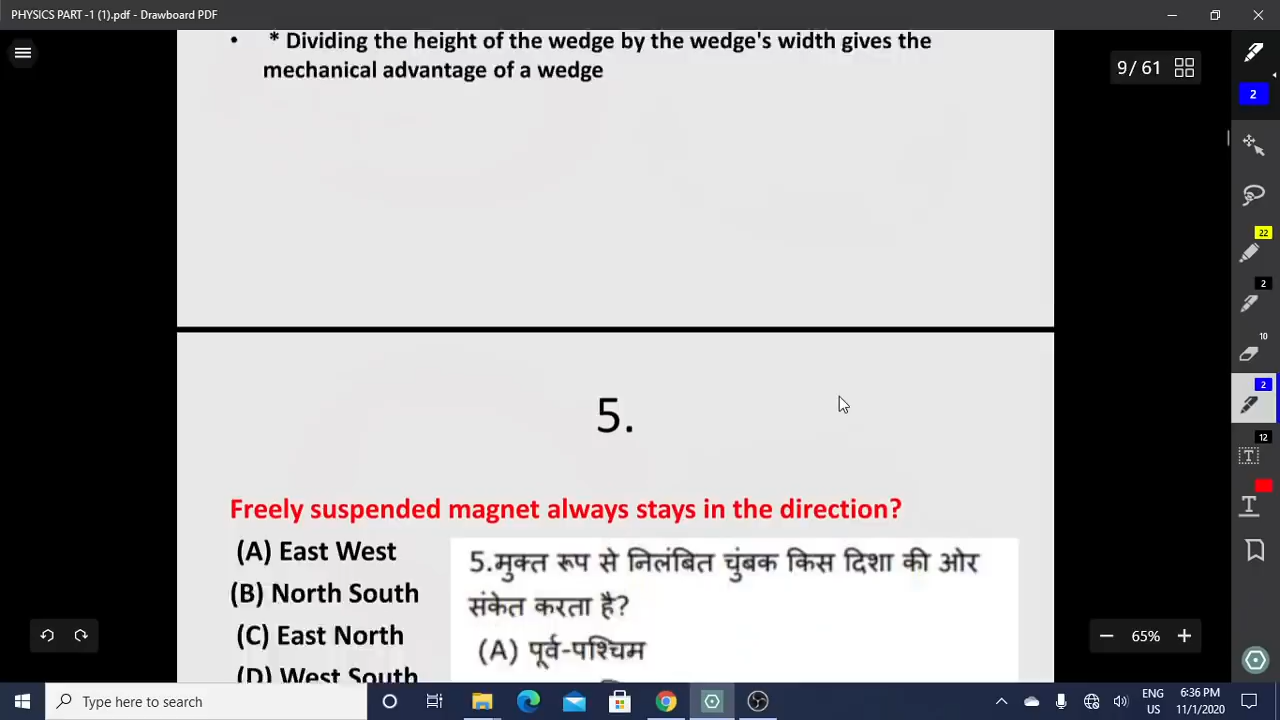 PHYSICS PART -1 (1).pdf - Drawboard PDF
• * Dividing the height of the wedge by the wedge's width gives the
mechanical advantage of a wedge
9 / 61
2
22
2
10
2
12
5.
Freely suspended magnet always stays in the direction?
(A) East West
(B) North South
(C) East North
(D) West South
5.मुक्त रूप से निलंबित चुंबक किस दिशा की ओर
संकेत करता है?
(A) पूर्व-पश्चिम
65%
Type here to search
ENG
6:36 PM
11/1/2020